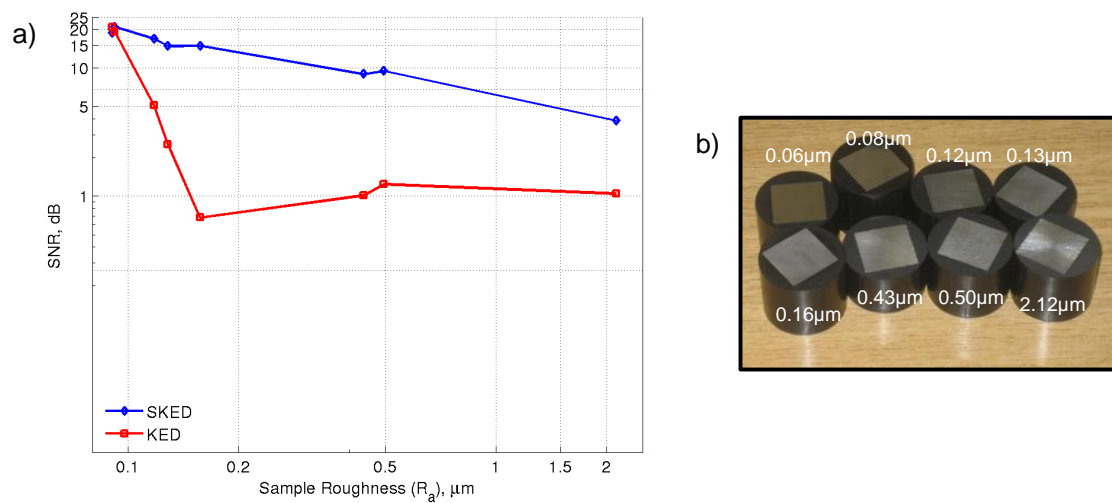 a)
25
20
15
10
5
1
SNR, dB
SKED
KED
0.1
0.2
0.5
1
1.5
2
Sample Roughness (Ra), µm
b)
0.06µm
0.08µm
0.12µm
0.13µm
0.16µm
0.43µm
0.50µm
2.12µm